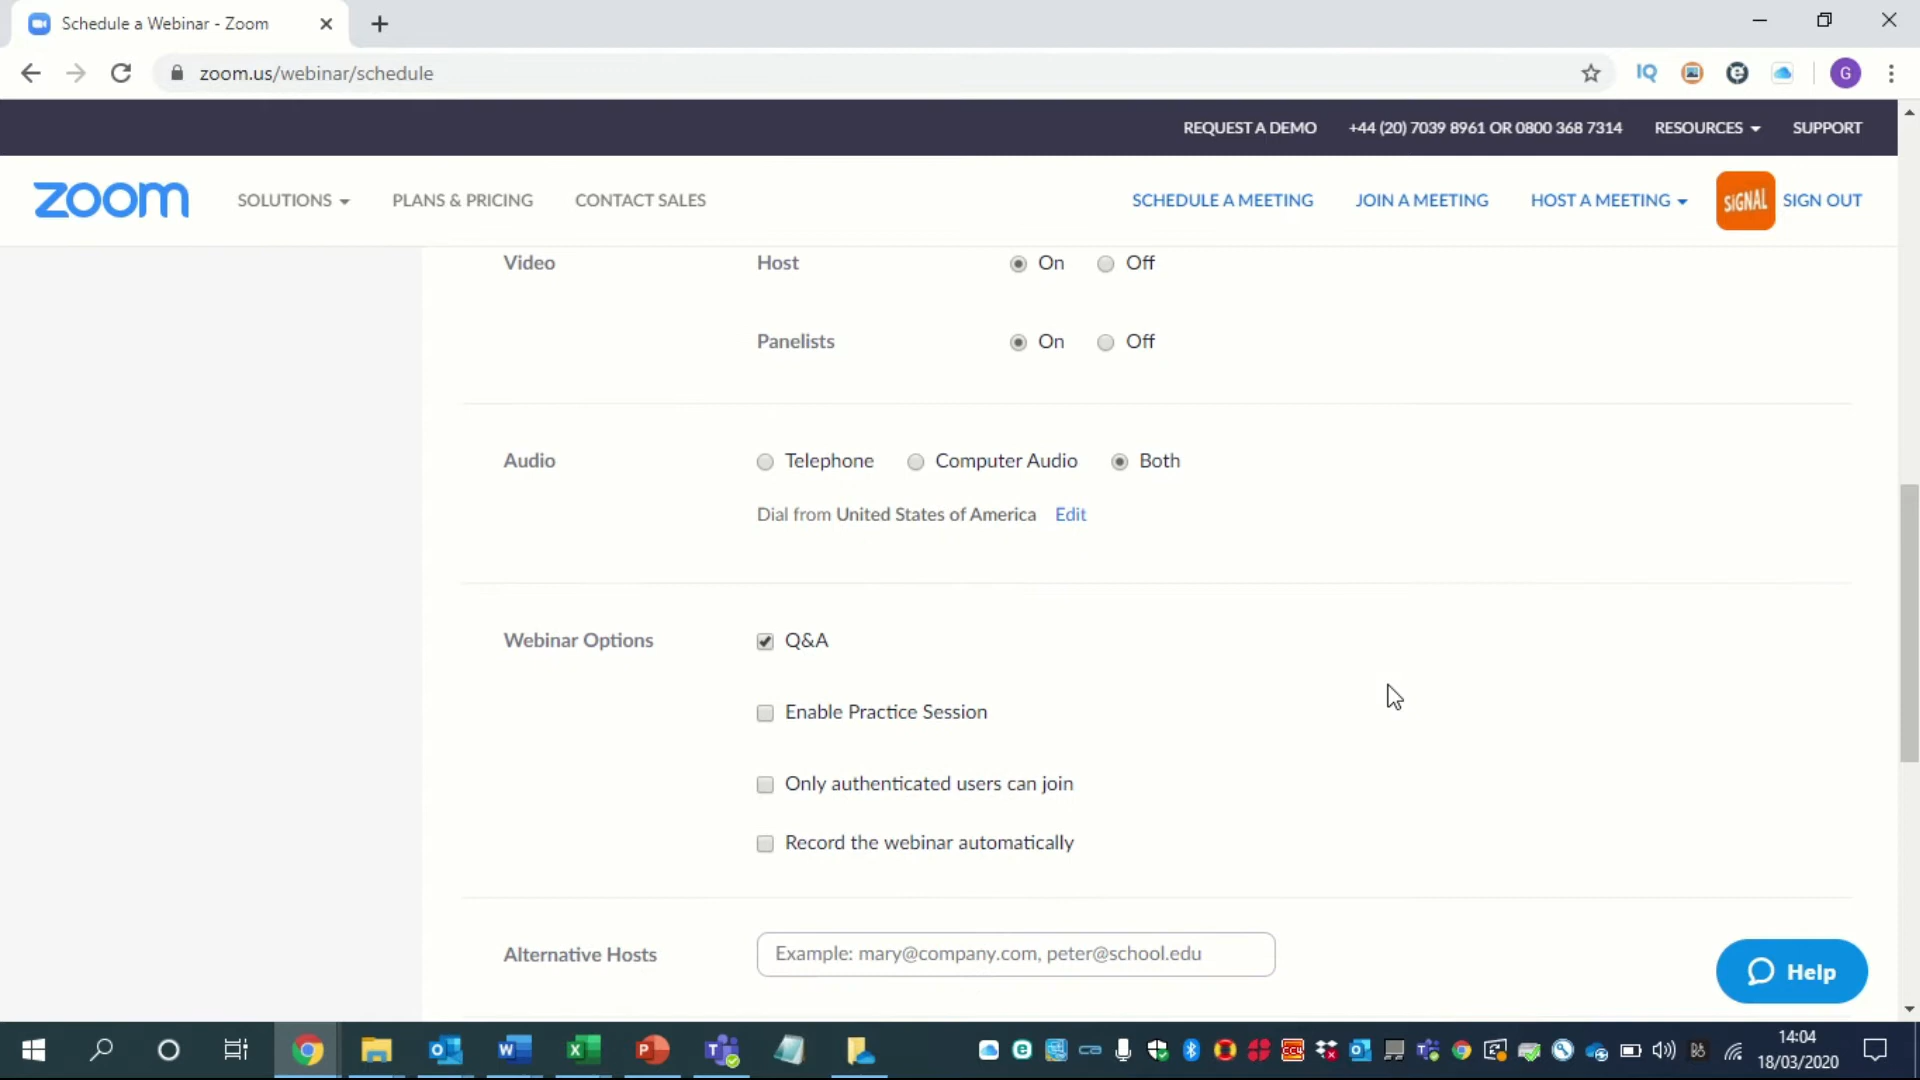 Schedule a Webinar - Zoom
zoom.us/webinar/schedule
IQ
G
REQUEST A DEMO +44 (20) 7039 8961 OR 0800 368 7314 RESOURCES SUPPORT
zoom SOLUTIONS PLANS & PRICING CONTACT SALES SCHEDULE A MEETING JOIN A MEETING HOST A MEETING SiGNAL SIGN OUT
Video Host On Off
Panelists On Off
Audio Telephone Computer Audio Both
Dial from United States of America Edit
Webinar Options Q&A
Enable Practice Session
Only authenticated users can join
Record the webinar automatically
Alternative Hosts Example: mary@company.com, peter@school.edu
Help
14:04
18/03/2020